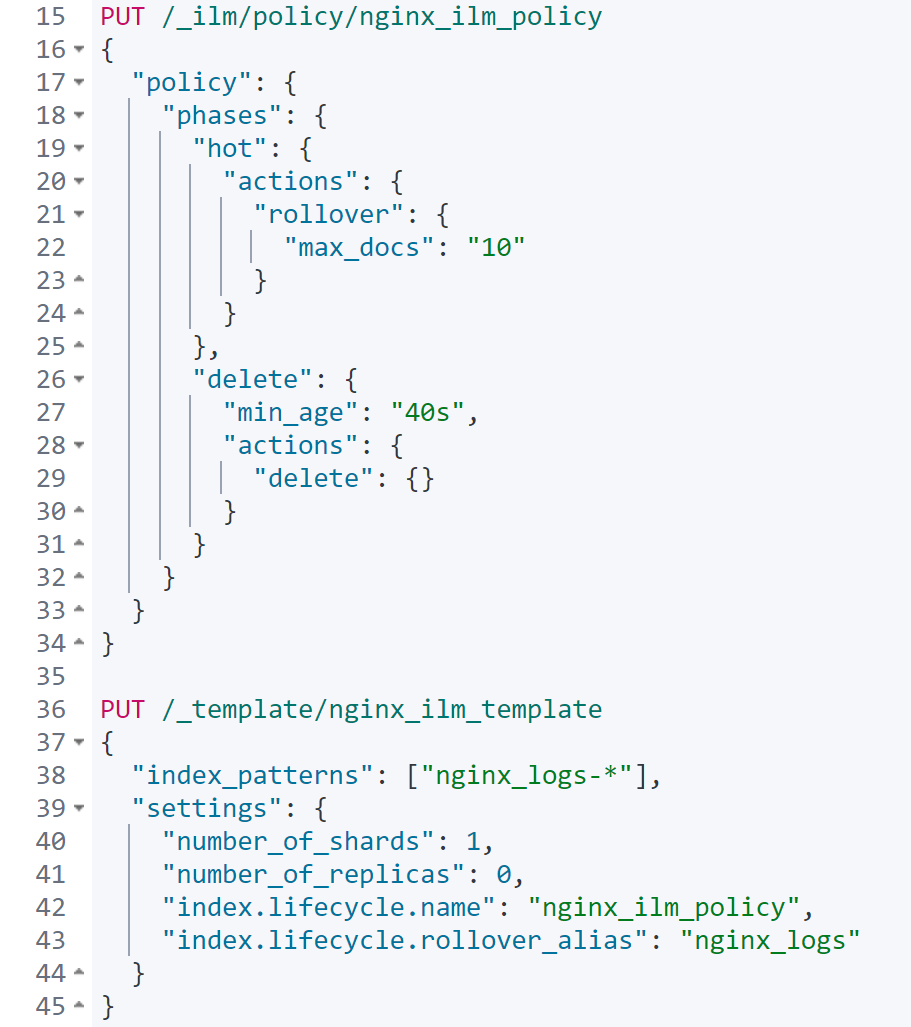 15 PUT /_ilm/policy/nginx_ilm_policy
16 {
17   "policy": {
18     "phases": {
19       "hot": {
20         "actions": {
21           "rollover": {
22             "max_docs": "10"
23           }
24         }
25       },
26       "delete": {
27         "min_age": "40s",
28         "actions": {
29           "delete": {}
30         }
31       }
32     }
33   }
34 }
35
36 PUT /_template/nginx_ilm_template
37 {
38   "index_patterns": ["nginx_logs-*"],
39   "settings": {
40     "number_of_shards": 1,
41     "number_of_replicas": 0,
42     "index.lifecycle.name": "nginx_ilm_policy",
43     "index.lifecycle.rollover_alias": "nginx_logs"
44   }
45 }